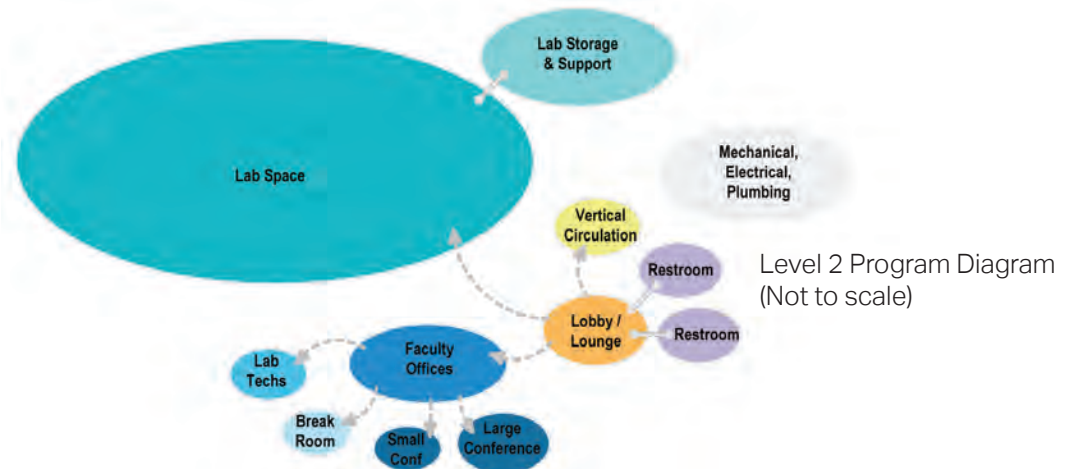 Lab Storage
& Support
Lab Space
Mechanical,
Electrical,
Plumbing
Vertical
Circulation
Restroom
Level 2 Program Diagram
(Not to scale)
Lobby /
Lounge
Restroom
Faculty
Offices
Lab
Techs
Break
Room
Small
Conf
Large
Conference